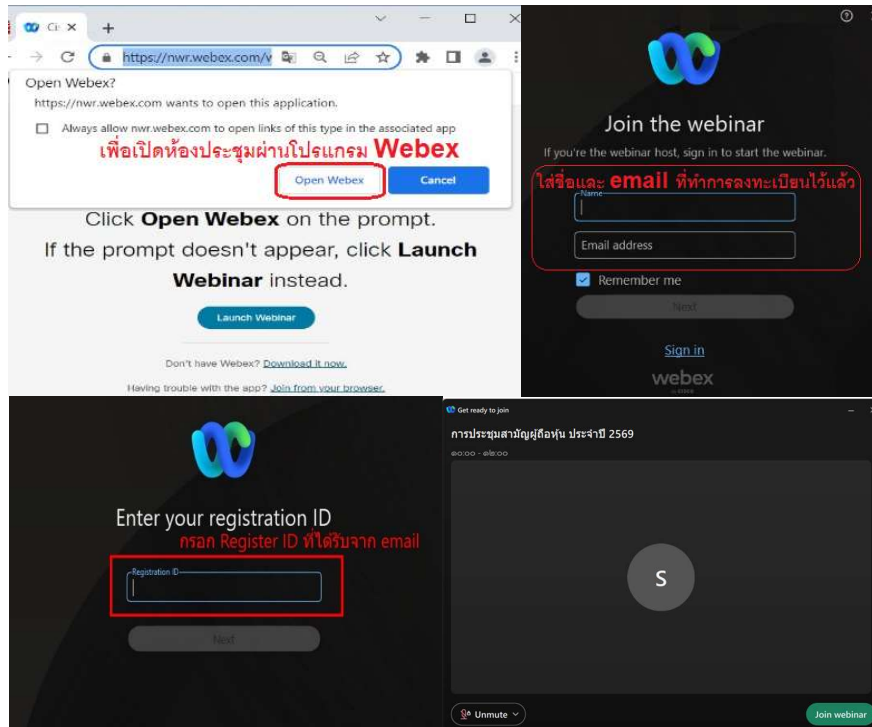 Ci
https://nwr.webex.com/v
Open Webex?
https://nwr.webex.com wants to open this application.
Always allow nwr.webex.com to open links of this type in the associated app
เพื่อเปิดห้องประชุมผ่านโปรแกรม Webex
Open Webex
Cancel
Click Open Webex on the prompt.
If the prompt doesn't appear, click Launch
Webinar instead.
Launch Webinar
Don't have Webex? Download it now.
Having trouble with the app? Join from your browser.
Join the webinar
If you're the webinar host, sign in to start the webinar.
ใส่ชื่อและ email ที่ทำการลงทะเบียนไว้แล้ว
Name
Email address
Remember me
Next
Sign in
webex
Enter your registration ID
กรอก Register ID ที่ได้รับจาก email
Registration ID
Next
Get ready to join
การประชุมสามัญผู้ถือหุ้น ประจำปี 2569
๑๐:๐๐ - ๑๒:๐๐
S
Unmute
Join webinar